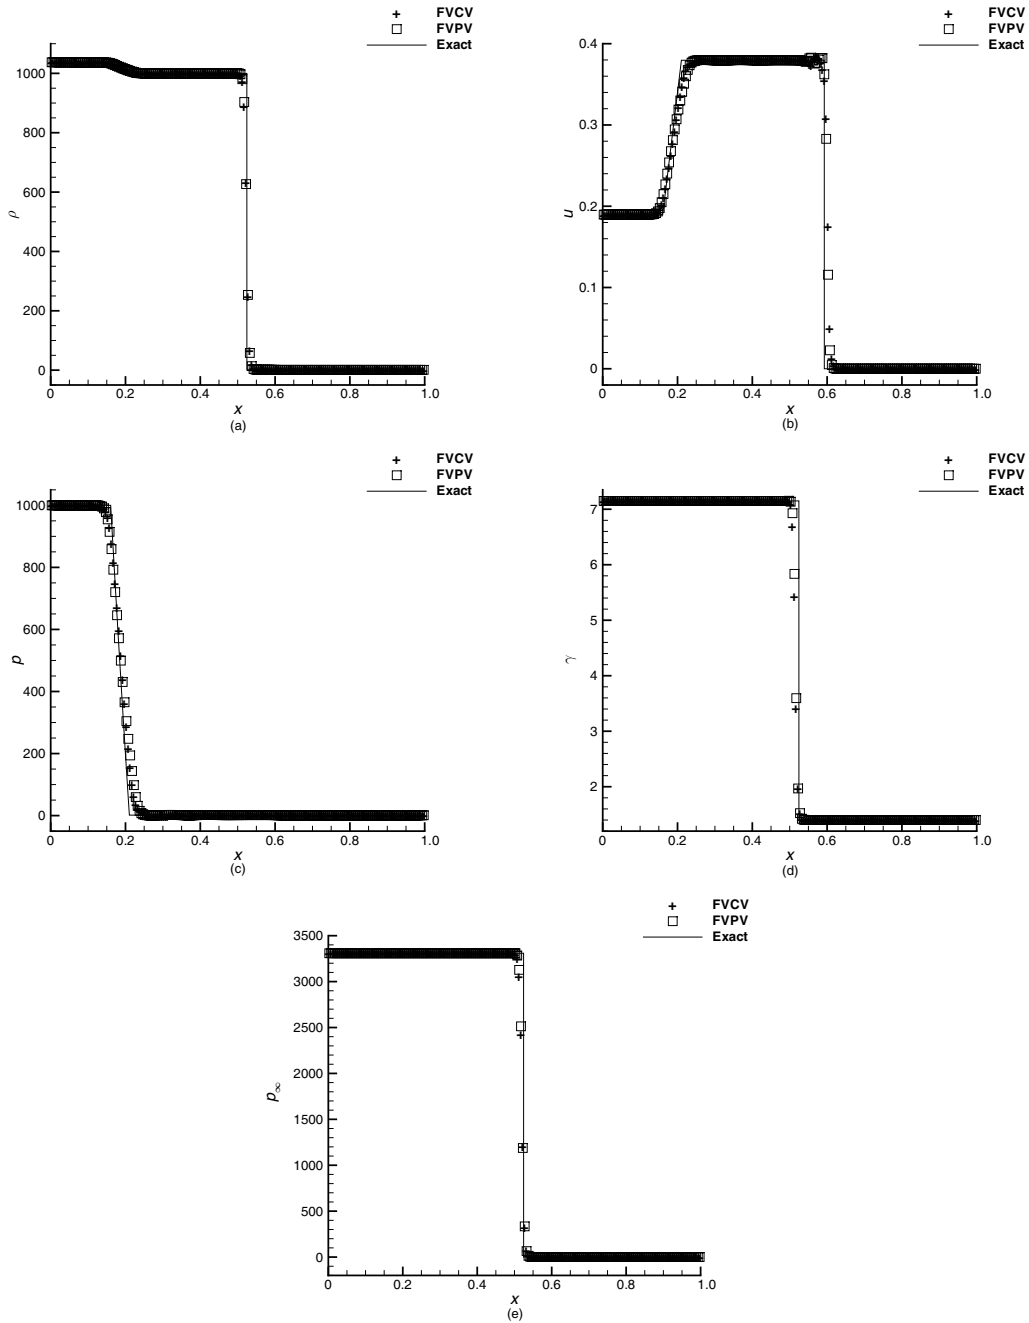 FVCV
FVPV
Exact
1000
800
600
400
200
0
ρ
0
0.2
0.4
0.6
0.8
1.0
x
(a)
FVCV
FVPV
Exact
0.4
0.3
0.2
0.1
0
u
0
0.2
0.4
0.6
0.8
1.0
x
(b)
FVCV
FVPV
Exact
1000
800
600
400
200
0
p
0
0.2
0.4
0.6
0.8
1.0
x
(c)
FVCV
FVPV
Exact
7
6
5
4
3
2
γ
0
0.2
0.4
0.6
0.8
1.0
x
(d)
FVCV
FVPV
Exact
3500
3000
2500
2000
1500
1000
500
0
p∞
0
0.2
0.4
0.6
0.8
1.0
x
(e)